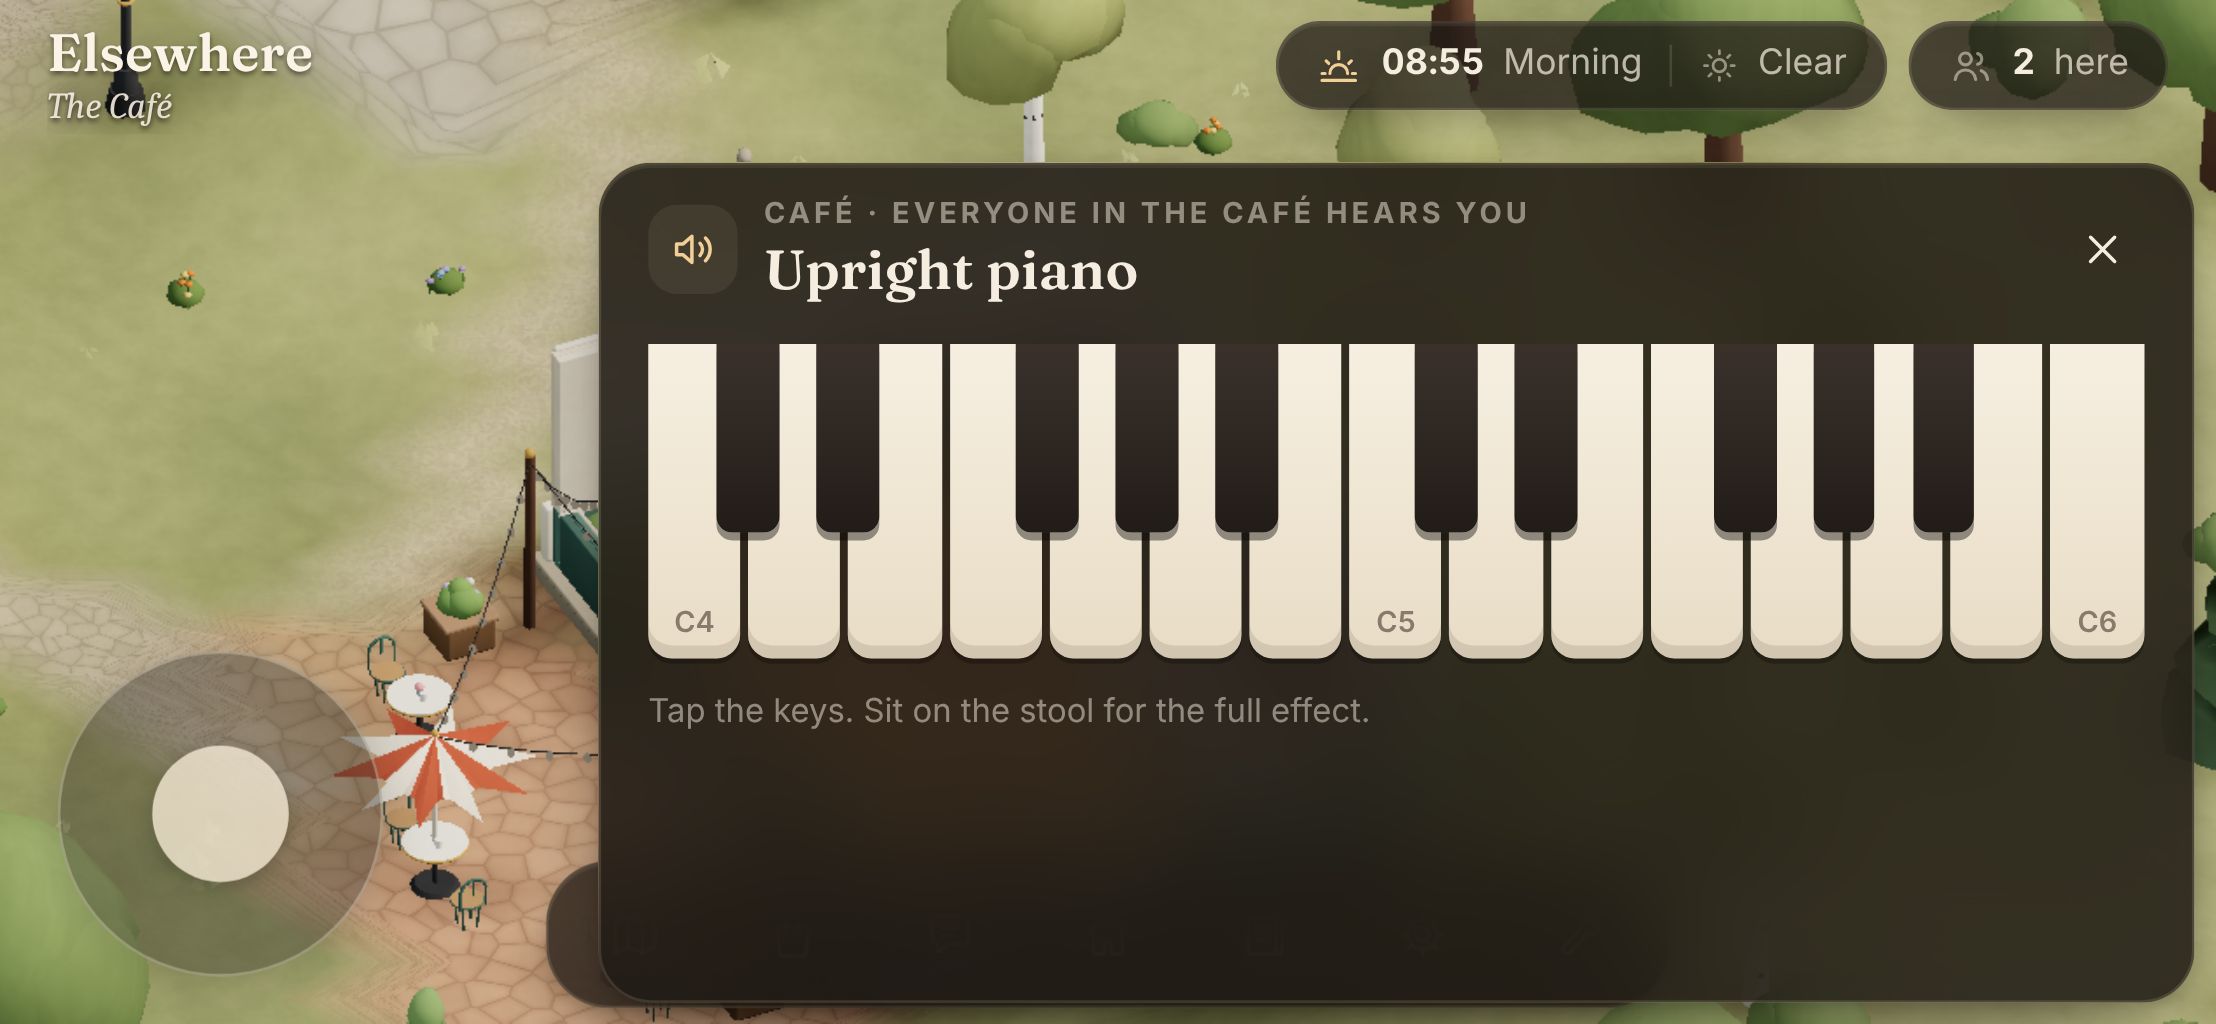 Elsewhere
The Café
08:55 Morning
Clear
2 here
CAFÉ · EVERYONE IN THE CAFÉ HEARS YOU
Upright piano
C4
C5
C6
Tap the keys. Sit on the stool for the full effect.